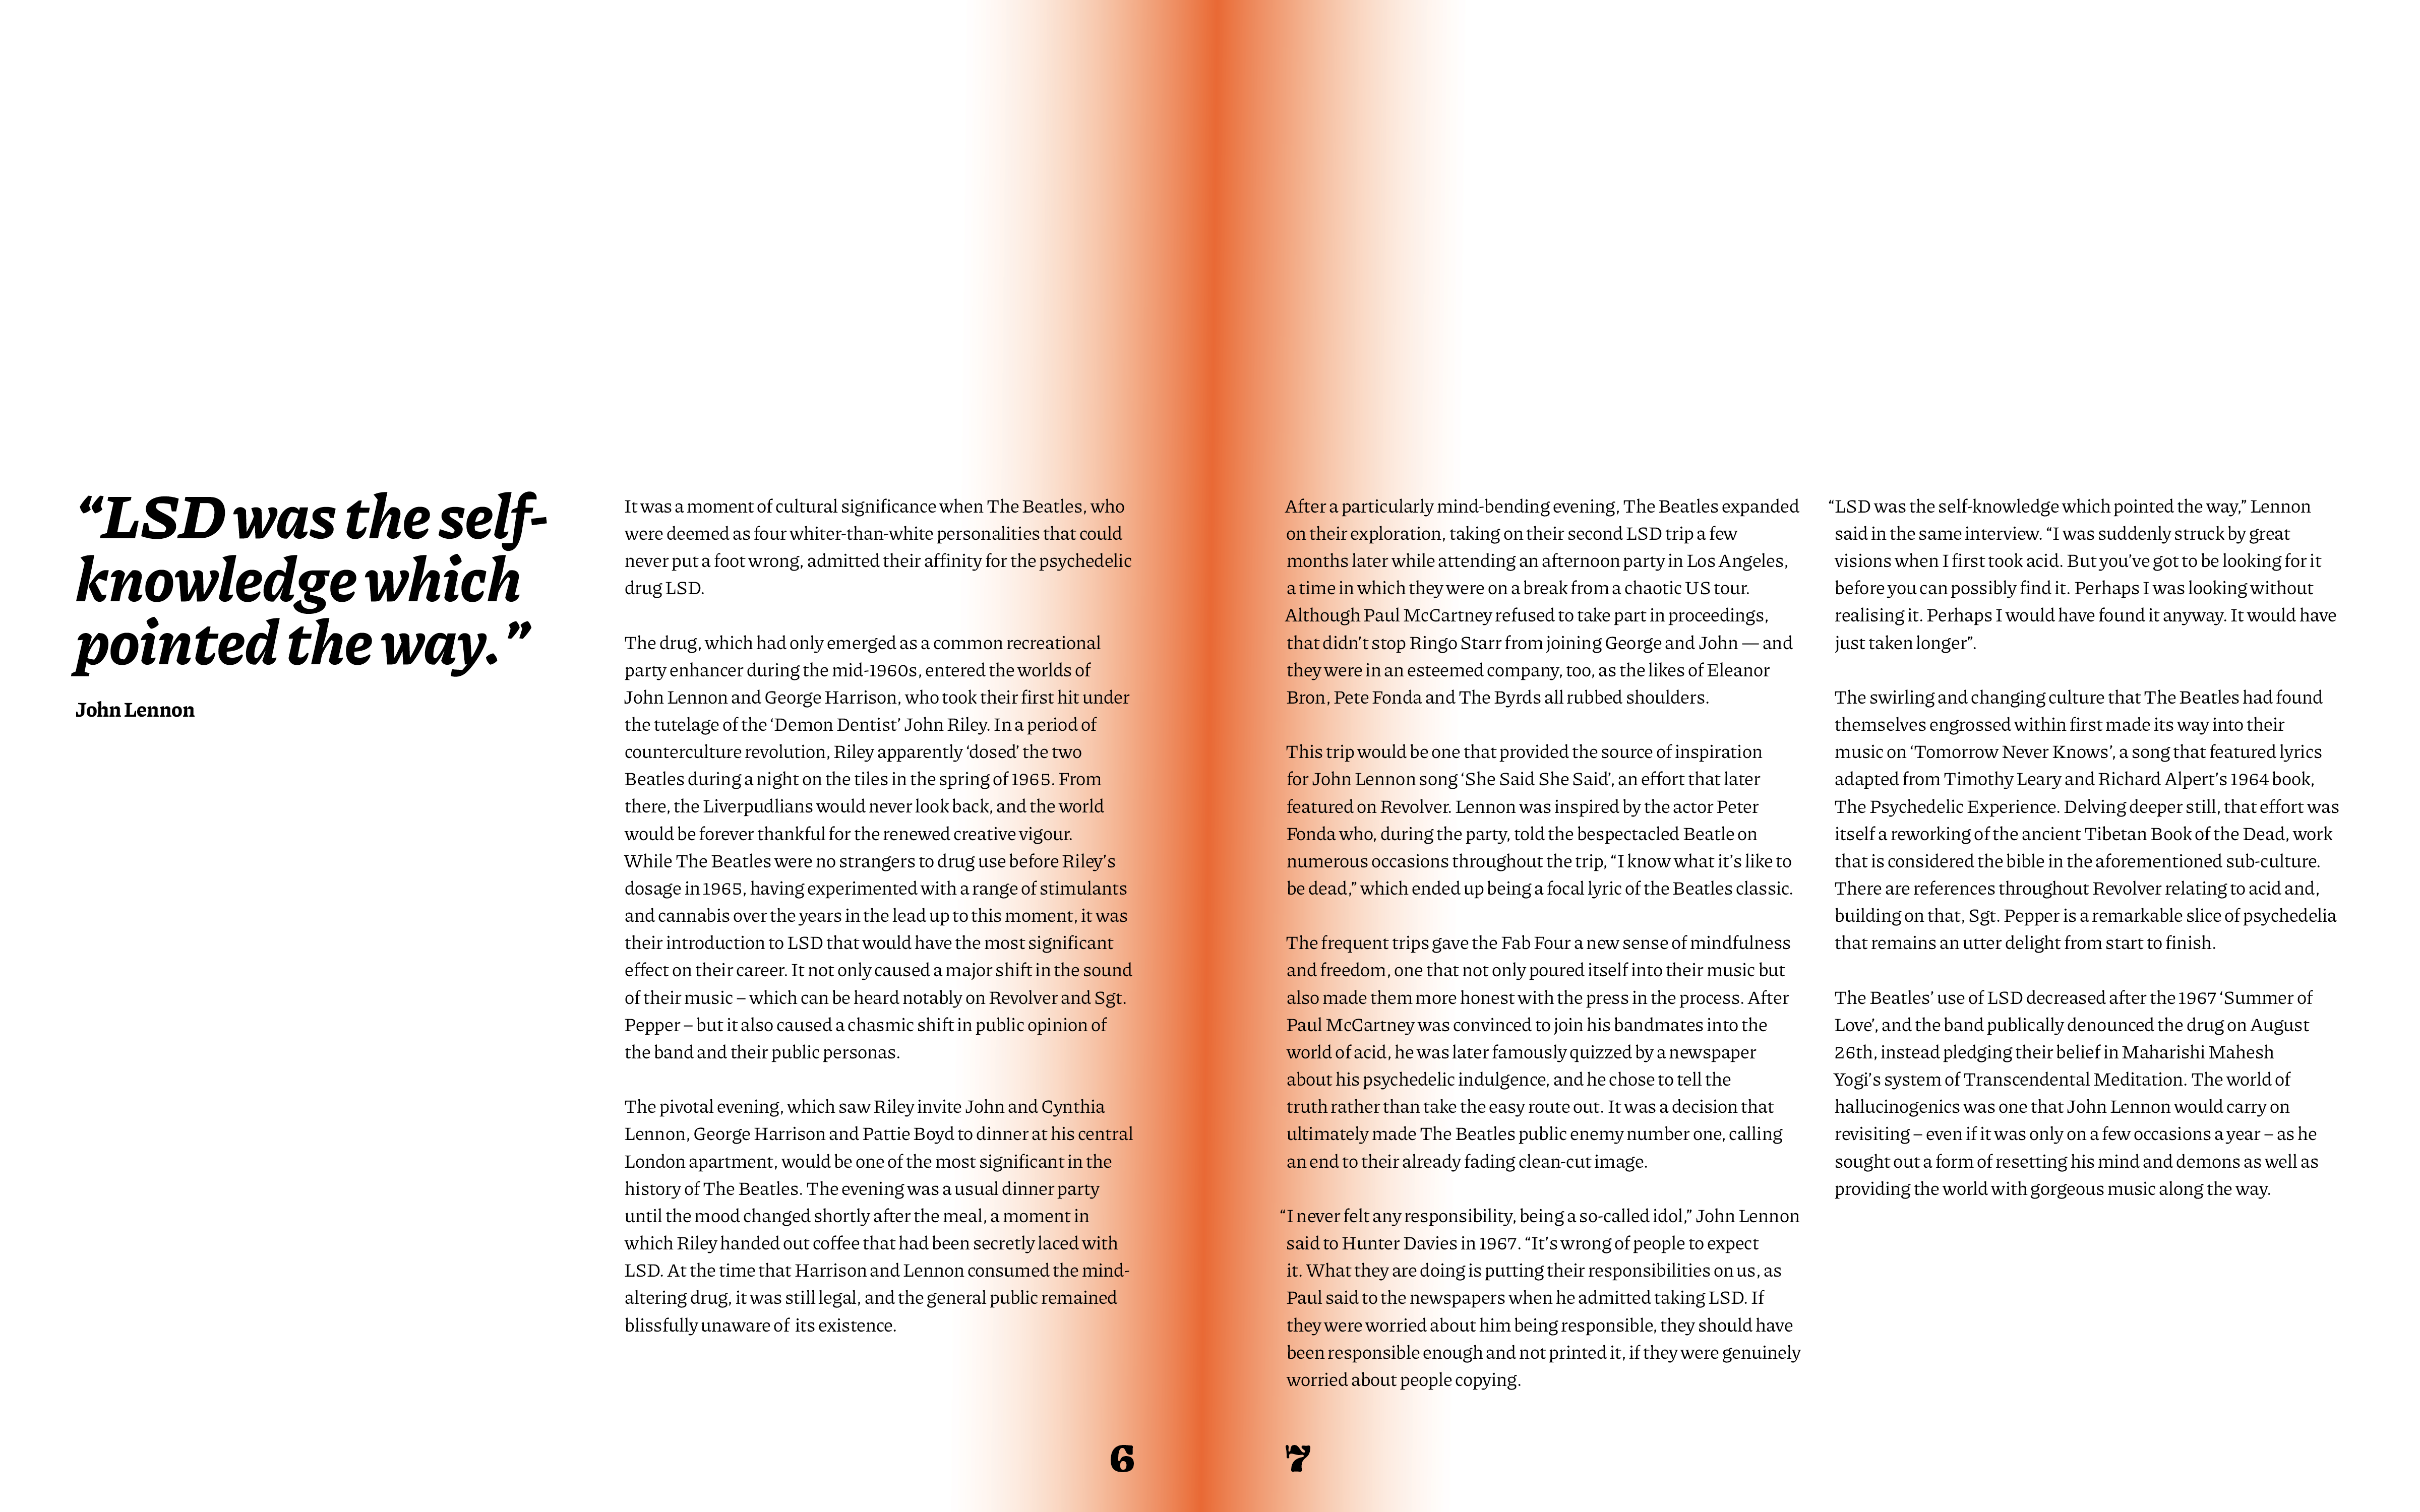 “LSD was the self-
knowledge which
pointed the way.”
John Lennon
It was a moment of cultural significance when The Beatles, who
were deemed as four whiter-than-white personalities that could
never put a foot wrong, admitted their affinity for the psychedelic
drug LSD.
The drug, which had only emerged as a common recreational
party enhancer during the mid-1960s, entered the worlds of
John Lennon and George Harrison, who took their first hit under
the tutelage of the ‘Demon Dentist’ John Riley. In a period of
counterculture revolution, Riley apparently ‘dosed’ the two
Beatles during a night on the tiles in the spring of 1965. From
there, the Liverpudlians would never look back, and the world
would be forever thankful for the renewed creative vigour.
While The Beatles were no strangers to drug use before Riley’s
dosage in 1965, having experimented with a range of stimulants
and cannabis over the years in the lead up to this moment, it was
their introduction to LSD that would have the most significant
effect on their career. It not only caused a major shift in the sound
of their music – which can be heard notably on Revolver and Sgt.
Pepper – but it also caused a chasmic shift in public opinion of
the band and their public personas.
The pivotal evening, which saw Riley invite John and Cynthia
Lennon, George Harrison and Pattie Boyd to dinner at his central
London apartment, would be one of the most significant in the
history of The Beatles. The evening was a usual dinner party
until the mood changed shortly after the meal, a moment in
which Riley handed out coffee that had been secretly laced with
LSD. At the time that Harrison and Lennon consumed the mind-
altering drug, it was still legal, and the general public remained
blissfully unaware of its existence.
6
After a particularly mind-bending evening, The Beatles expanded
on their exploration, taking on their second LSD trip a few
months later while attending an afternoon party in Los Angeles,
a time in which they were on a break from a chaotic US tour.
Although Paul McCartney refused to take part in proceedings,
that didn’t stop Ringo Starr from joining George and John — and
they were in an esteemed company, too, as the likes of Eleanor
Bron, Pete Fonda and The Byrds all rubbed shoulders.
This trip would be one that provided the source of inspiration
for John Lennon song ‘She Said She Said’, an effort that later
featured on Revolver. Lennon was inspired by the actor Peter
Fonda who, during the party, told the bespectacled Beatle on
numerous occasions throughout the trip, “I know what it’s like to
be dead,” which ended up being a focal lyric of the Beatles classic.
The frequent trips gave the Fab Four a new sense of mindfulness
and freedom, one that not only poured itself into their music but
also made them more honest with the press in the process. After
Paul McCartney was convinced to join his bandmates into the
world of acid, he was later famously quizzed by a newspaper
about his psychedelic indulgence, and he chose to tell the
truth rather than take the easy route out. It was a decision that
ultimately made The Beatles public enemy number one, calling
an end to their already fading clean-cut image.
“I never felt any responsibility, being a so-called idol,” John Lennon
said to Hunter Davies in 1967. “It’s wrong of people to expect
it. What they are doing is putting their responsibilities on us, as
Paul said to the newspapers when he admitted taking LSD. If
they were worried about him being responsible, they should have
been responsible enough and not printed it, if they were genuinely
worried about people copying.
“LSD was the self-knowledge which pointed the way,” Lennon
said in the same interview. “I was suddenly struck by great
visions when I first took acid. But you’ve got to be looking for it
before you can possibly find it. Perhaps I was looking without
realising it. Perhaps I would have found it anyway. It would have
just taken longer”.
The swirling and changing culture that The Beatles had found
themselves engrossed within first made its way into their
music on ‘Tomorrow Never Knows’, a song that featured lyrics
adapted from Timothy Leary and Richard Alpert’s 1964 book,
The Psychedelic Experience. Delving deeper still, that effort was
itself a reworking of the ancient Tibetan Book of the Dead, work
that is considered the bible in the aforementioned sub-culture.
There are references throughout Revolver relating to acid and,
building on that, Sgt. Pepper is a remarkable slice of psychedelia
that remains an utter delight from start to finish.
The Beatles’ use of LSD decreased after the 1967 ‘Summer of
Love’, and the band publically denounced the drug on August
26th, instead pledging their belief in Maharishi Mahesh
Yogi’s system of Transcendental Meditation. The world of
hallucinogenics was one that John Lennon would carry on
revisiting – even if it was only on a few occasions a year – as he
sought out a form of resetting his mind and demons as well as
providing the world with gorgeous music along the way.
7